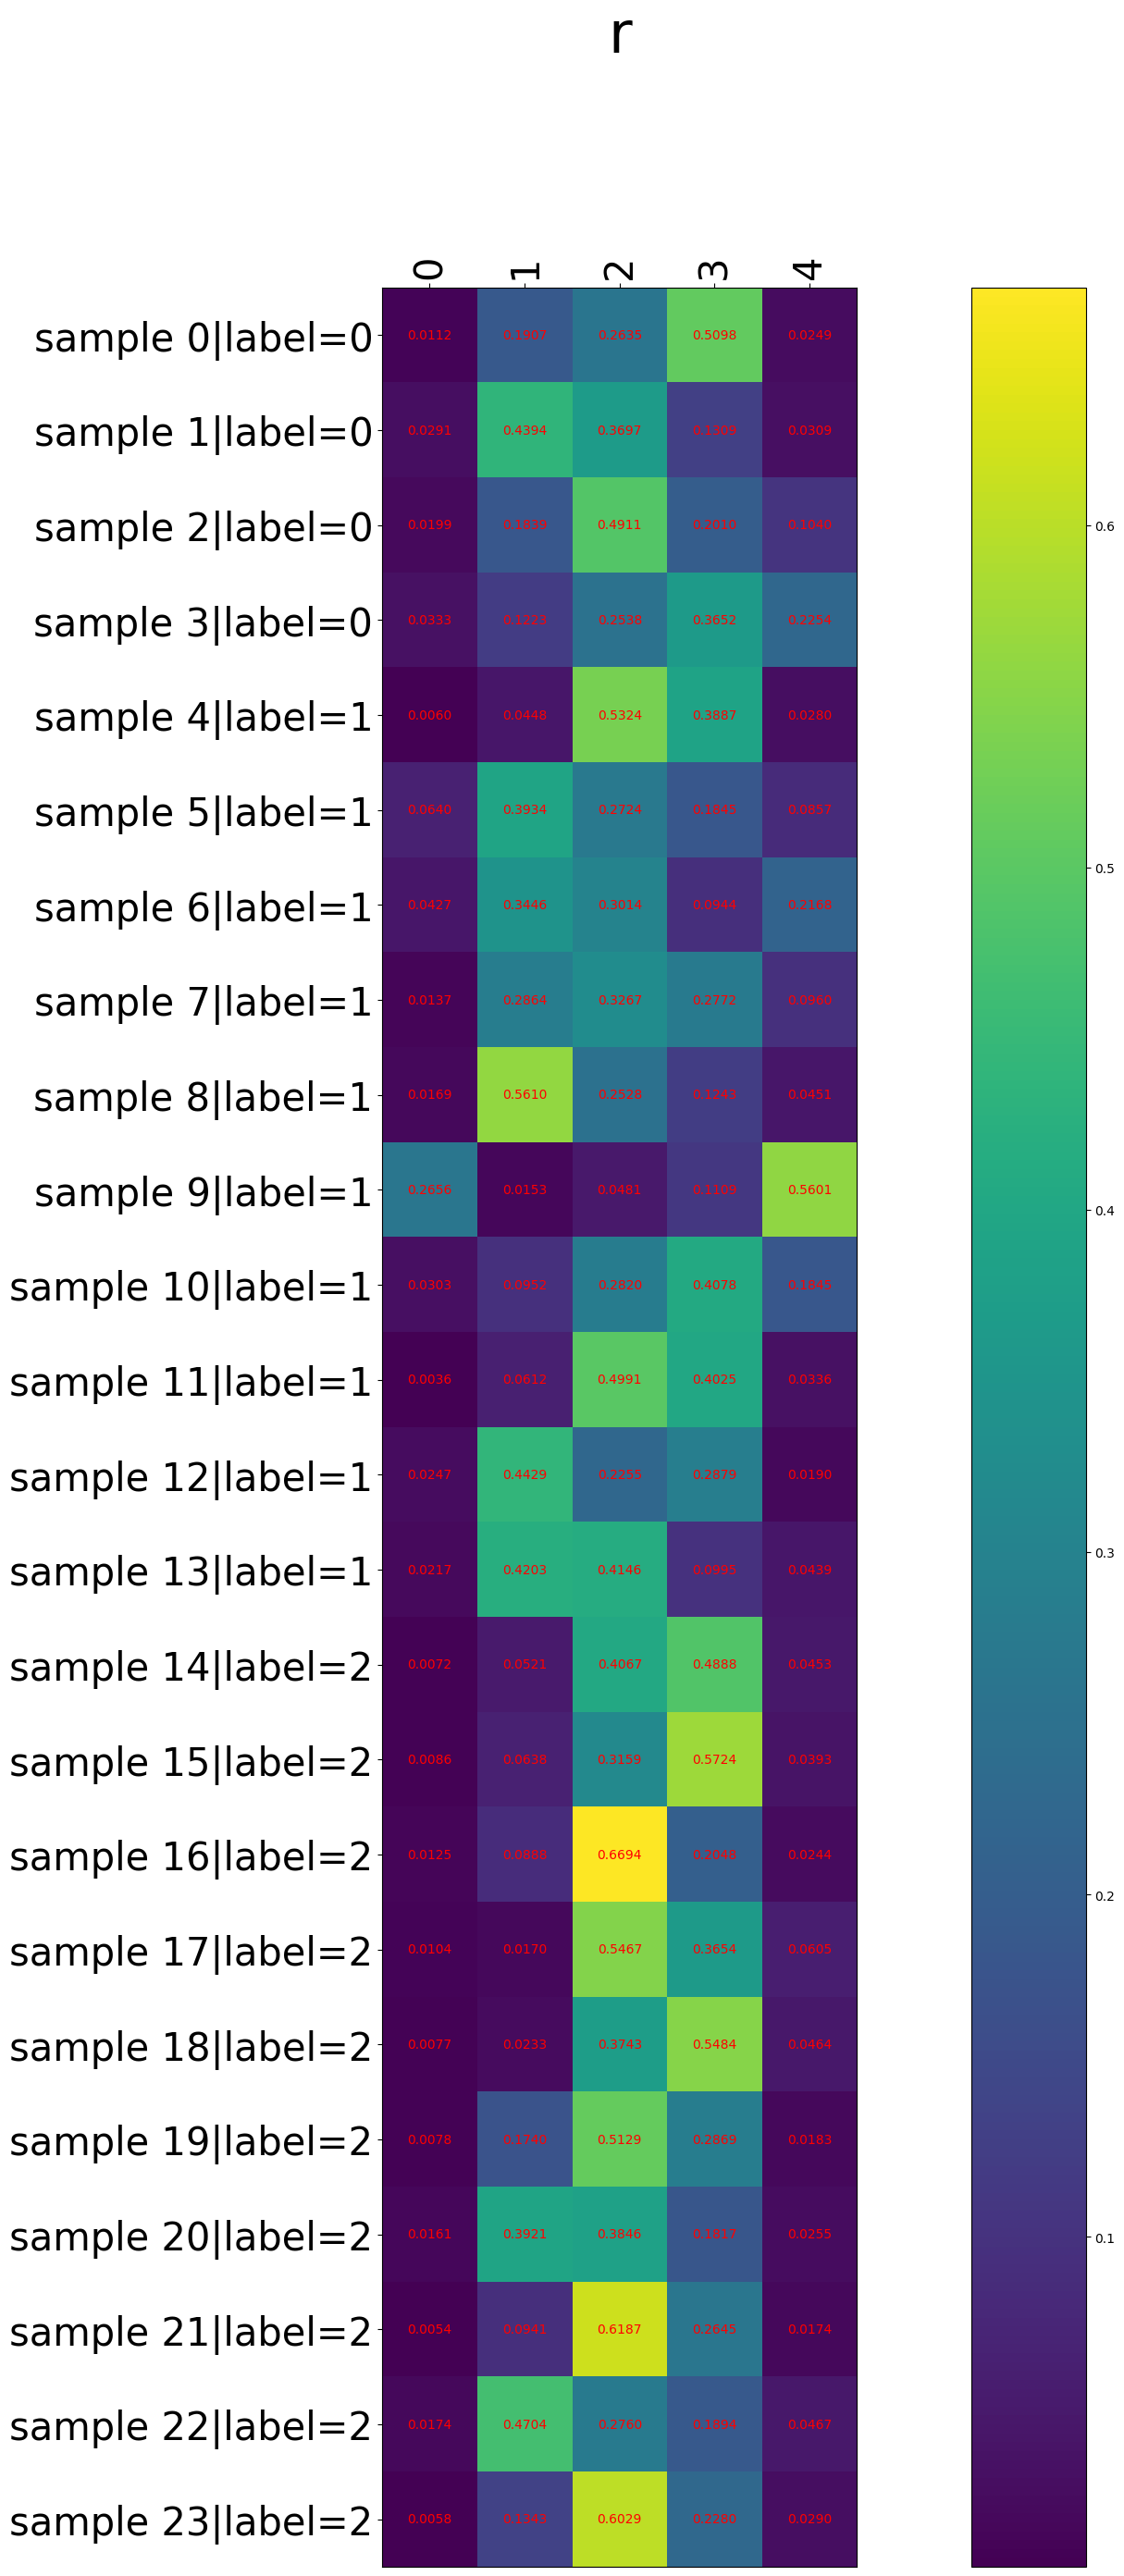 r
0 1 2 3 4
sample 0|label=0 0.0112 0.1907 0.2635 0.5098 0.0249
sample 1|label=0 0.0291 0.4394 0.3697 0.1309 0.0309
sample 2|label=0 0.0199 0.1839 0.4911 0.2010 0.1040
sample 3|label=0 0.0333 0.1223 0.2538 0.3652 0.2254
sample 4|label=1 0.0060 0.0448 0.5324 0.3887 0.0280
sample 5|label=1 0.0640 0.3934 0.2724 0.1845 0.0857
sample 6|label=1 0.0427 0.3446 0.3014 0.0944 0.2168
sample 7|label=1 0.0137 0.2864 0.3267 0.2772 0.0960
sample 8|label=1 0.0169 0.5610 0.2528 0.1243 0.0451
sample 9|label=1 0.2656 0.0153 0.0481 0.1109 0.5601
sample 10|label=1 0.0303 0.0952 0.2820 0.4078 0.1845
sample 11|label=1 0.0036 0.0612 0.4991 0.4025 0.0336
sample 12|label=1 0.0247 0.4429 0.2255 0.2879 0.0190
sample 13|label=1 0.0217 0.4203 0.4146 0.0995 0.0439
sample 14|label=2 0.0072 0.0521 0.4067 0.4888 0.0453
sample 15|label=2 0.0086 0.0638 0.3159 0.5724 0.0393
sample 16|label=2 0.0125 0.0888 0.6694 0.2048 0.0244
sample 17|label=2 0.0104 0.0170 0.5467 0.3654 0.0605
sample 18|label=2 0.0077 0.0233 0.3743 0.5484 0.0464
sample 19|label=2 0.0078 0.1740 0.5129 0.2869 0.0183
sample 20|label=2 0.0161 0.3921 0.3846 0.1817 0.0255
sample 21|label=2 0.0054 0.0941 0.6187 0.2645 0.0174
sample 22|label=2 0.0174 0.4704 0.2760 0.1894 0.0467
sample 23|label=2 0.0058 0.1343 0.6029 0.2280 0.0290
0.6
0.5
0.4
0.3
0.2
0.1